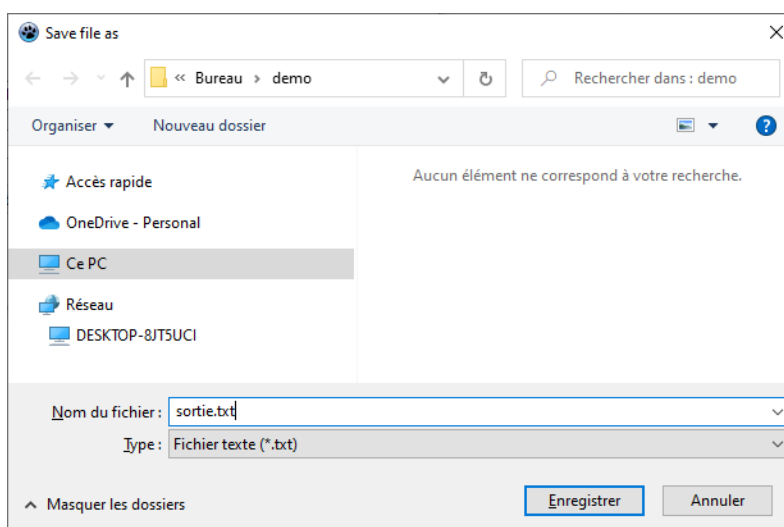 Save file as
« Bureau › demo
Rechercher dans : demo
Organiser
Nouveau dossier
Accès rapide
Aucun élément ne correspond à votre recherche.
OneDrive - Personal
Ce PC
Réseau
DESKTOP-8JT5UCI
Nom du fichier : sortie.txt
Type : Fichier texte (*.txt)
Masquer les dossiers
Enregistrer
Annuler